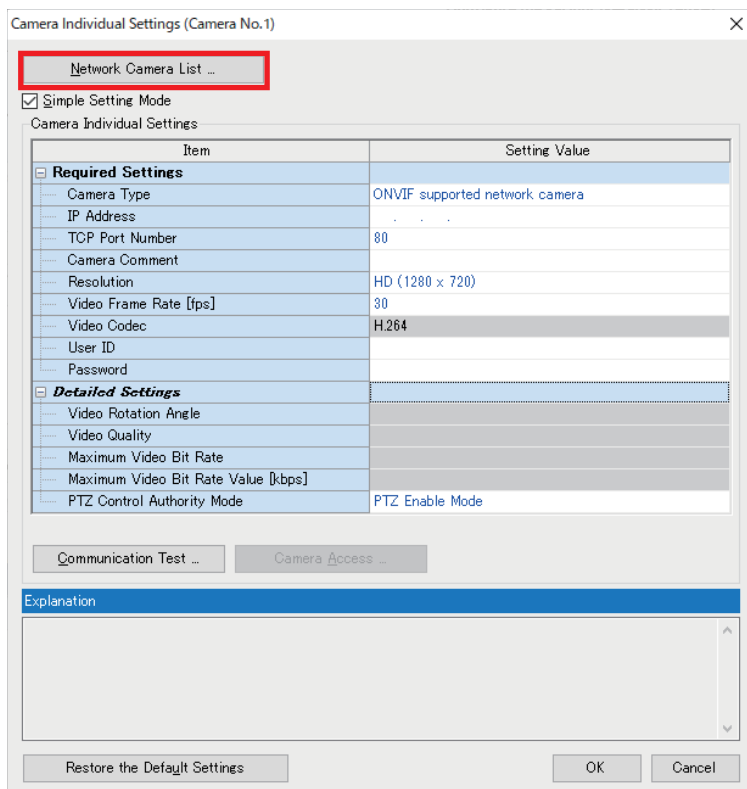 Camera Individual Settings (Camera No.1)
Network Camera List ...
Simple Setting Mode
Camera Individual Settings
Item Setting Value
Required Settings
Camera Type ONVIF supported network camera
IP Address . . .
TCP Port Number 80
Camera Comment
Resolution HD (1280 x 720)
Video Frame Rate [fps] 30
Video Codec H.264
User ID
Password
Detailed Settings
Video Rotation Angle
Video Quality
Maximum Video Bit Rate
Maximum Video Bit Rate Value [kbps]
PTZ Control Authority Mode PTZ Enable Mode
Communication Test ... Camera Access ...
Explanation
Restore the Default Settings OK Cancel